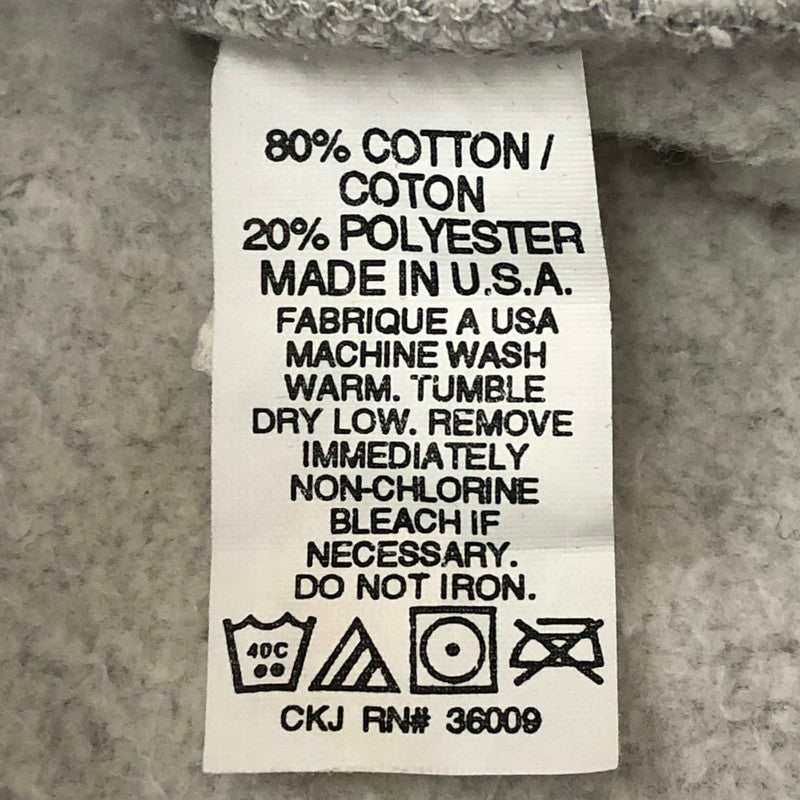 80% COTTON /
COTON
20% POLYESTER
MADE IN U.S.A.
FABRIQUE A USA
MACHINE WASH
WARM. TUMBLE
DRY LOW. REMOVE
IMMEDIATELY
NON-CHLORINE
BLEACH IF
NECESSARY.
DO NOT IRON.
40C
CKJ RN# 36009